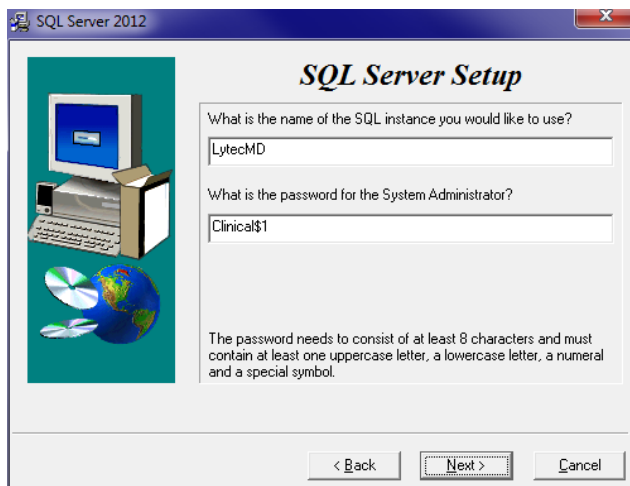 SQL Server 2012
SQL Server Setup
What is the name of the SQL instance you would like to use?
LytecMD
What is the password for the System Administrator?
Clinical$1
The password needs to consist of at least 8 characters and must
contain at least one uppercase letter, a lowercase letter, a numeral
and a special symbol.
< Back
Next >
Cancel